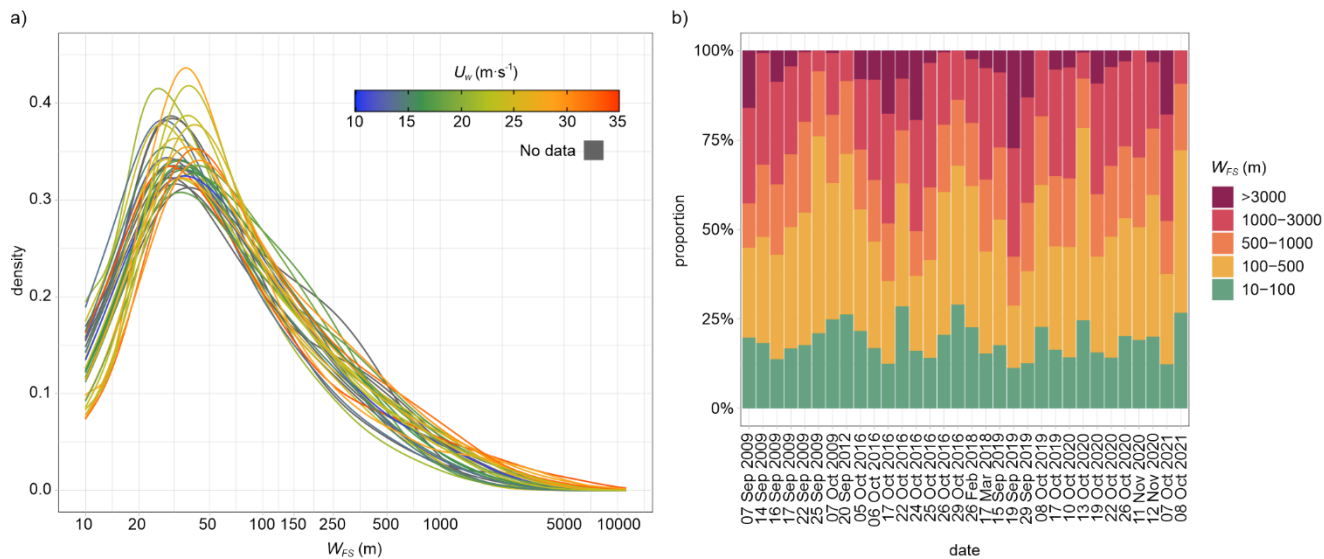 a)
U_w (m·s⁻¹)
10 15 20 25 30 35
No data
density
0.4
0.3
0.2
0.1
0.0
10 20 50 100 150 250 500 1000 5000 10000
W_FS (m)
b)
proportion
100%
75%
50%
25%
0%
07 Sep 2009
14 Sep 2009
16 Sep 2009
17 Sep 2009
22 Sep 2009
25 Sep 2009
07 Oct 2009
20 Sep 2012
05 Oct 2016
06 Oct 2016
17 Oct 2016
22 Oct 2016
24 Oct 2016
25 Oct 2016
26 Oct 2016
29 Oct 2016
26 Feb 2018
17 Mar 2018
15 Sep 2019
19 Sep 2019
29 Sep 2019
08 Oct 2019
17 Oct 2019
10 Oct 2020
13 Oct 2020
19 Oct 2020
22 Oct 2020
26 Oct 2020
11 Nov 2020
12 Nov 2020
07 Oct 2021
08 Oct 2021
date
W_FS (m)
>3000
1000−3000
500−1000
100−500
10−100